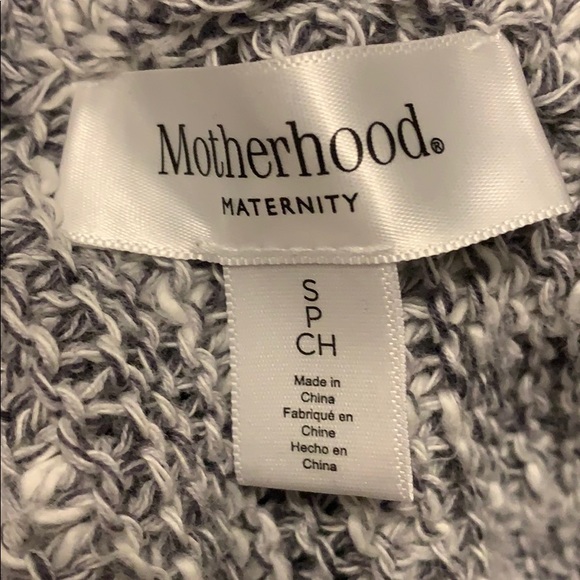 Motherhood®
MATERNITY
S
P
CH
Made in
China
Fabriqué en
Chine
Hecho en
China